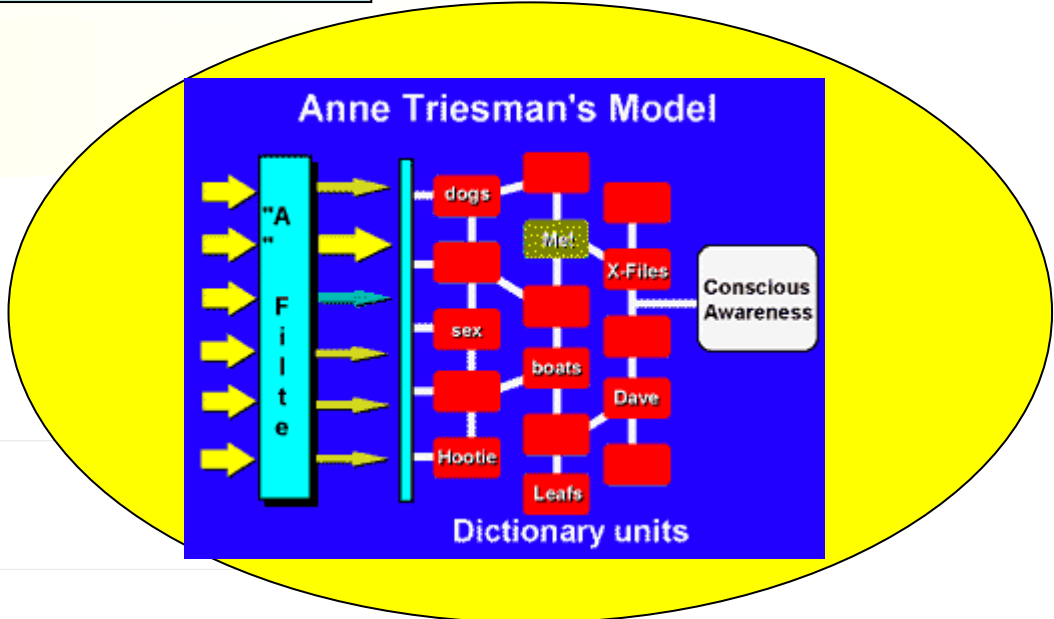 Anne Triesman's Model
"A
"
F
i
l
t
e
dogs
sex
Hootie
Met
boats
Leafs
X-Files
Dave
Conscious
Awareness
Dictionary units